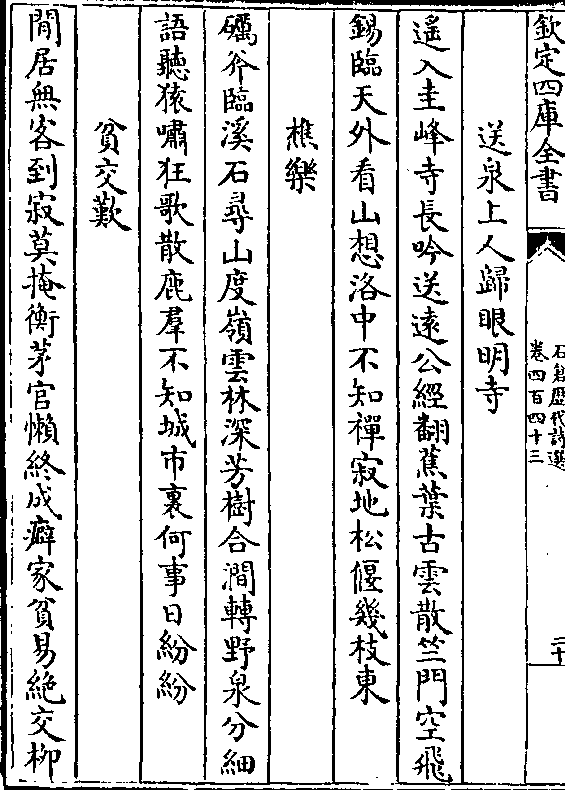 欽定四庫全書
石倉歷代詩選
卷四百四十三
二十
送泉上人歸眼明寺
遥入圭峰寺長吟送遠公經翻蕉葉古雲散竺門空飛
錫臨天外看山想洛中不知禪寂地松偃幾枝東
樵樂
礪斧臨溪石尋山度嶺雲林深芳樹合澗轉野泉分細
語聽猿嘯狂歌散鹿羣不知城市裏何事日紛紛
貧交歎
閒居無客到寂莫掩衡茅官懶終成癖家貧易絶交柳